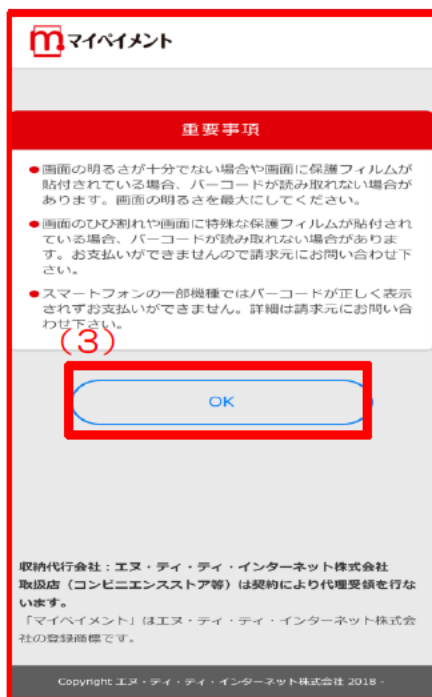 マイペイメント
重要事項
●画面の明るさが十分でない場合や画面に保護フィルムが
貼付されている場合、バーコードが読み取れない場合が
あります。画面の明るさを最大にしてください。
●画面のひび割れや画面に特殊な保護フィルムが貼付され
ている場合、バーコードが読み取れない場合がありま
す。お支払いができませんので請求元にお問い合わせ下
さい。
●スマートフォンの一部機種ではバーコードが正しく表示
されずお支払いができません。詳細は請求元にお問い合
わせ下さい。
(3)
OK
収納代行会社：エヌ・ティ・ティ・インターネット株式会社
取扱店（コンビニエンスストア等）は契約により代理受領を行な
います。
「マイペイメント」はエヌ・ティ・ティ・インターネット株式会
社の登録商標です。
Copyright エヌ・ティ・ティ・インターネット株式会社 2018 -